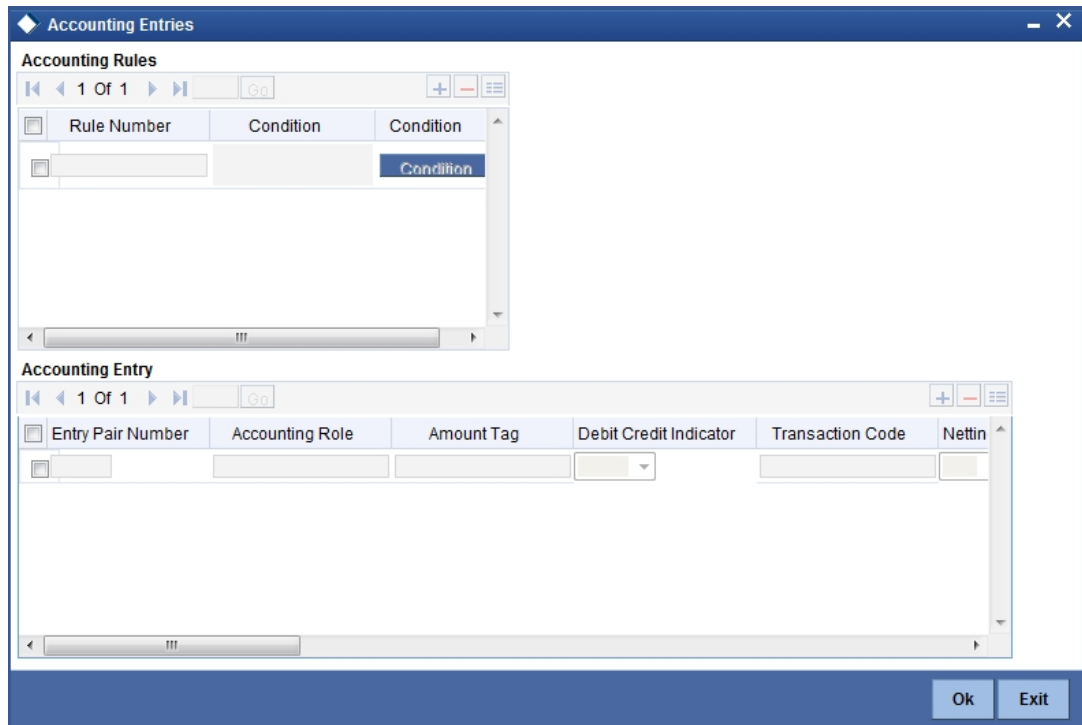 Accounting Entries
Accounting Rules
1 Of 1 Go
Rule Number Condition Condition
Condition
Accounting Entry
1 Of 1 Go
Entry Pair Number Accounting Role Amount Tag Debit Credit Indicator Transaction Code Nettin
Ok Exit